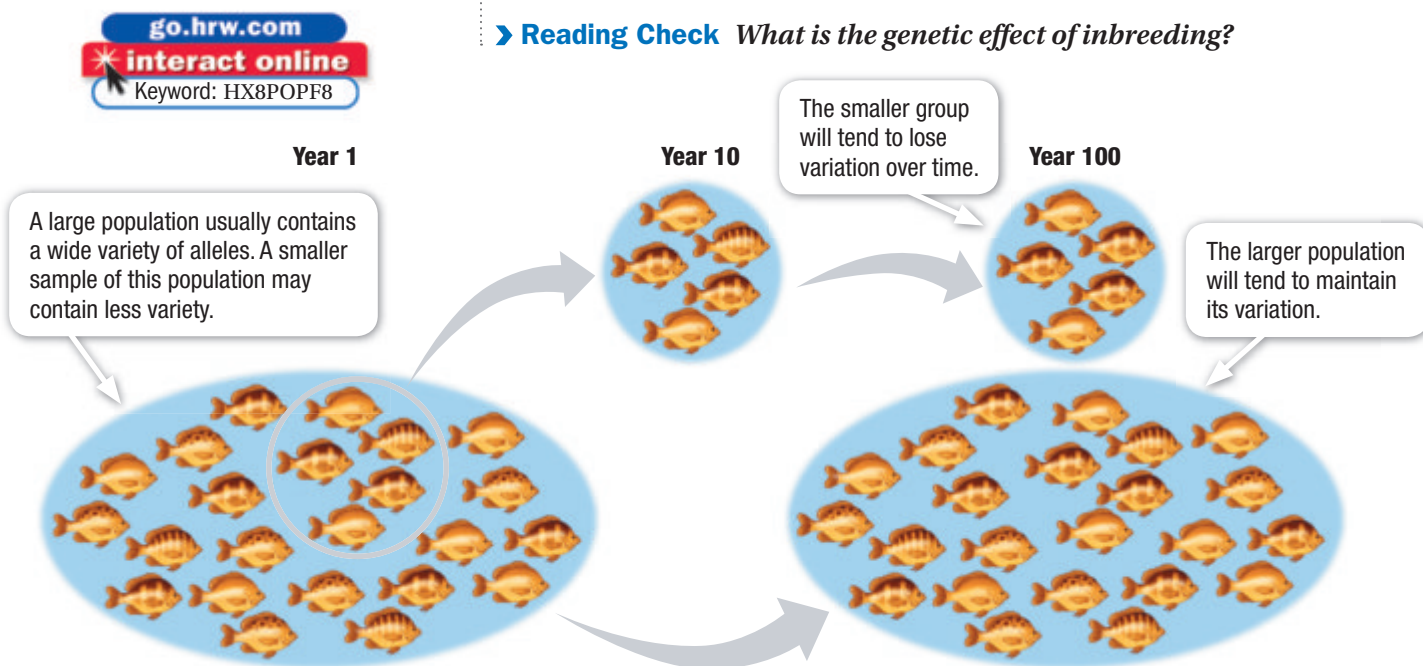 go.hrw.com
interact online
Keyword: HX8POPF8
› Reading Check What is the genetic effect of inbreeding?
Year 1
Year 10
The smaller group
will tend to lose
variation over time.
Year 100
A large population usually contains
a wide variety of alleles. A smaller
sample of this population may
contain less variety.
The larger population
will tend to maintain
its variation.